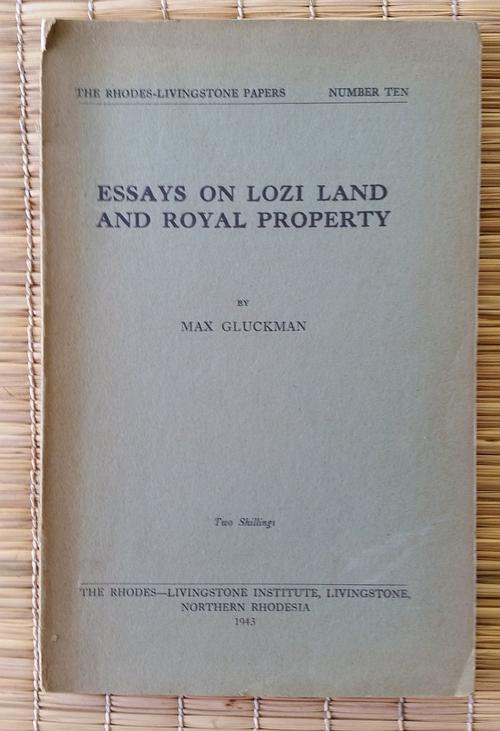 THE RHODES-LIVINGSTONE PAPERS NUMBER TEN
ESSAYS ON LOZI LAND
AND ROYAL PROPERTY
BY
MAX GLUCKMAN
Two Shillings
THE RHODES—LIVINGSTONE INSTITUTE, LIVINGSTONE,
NORTHERN RHODESIA
1943